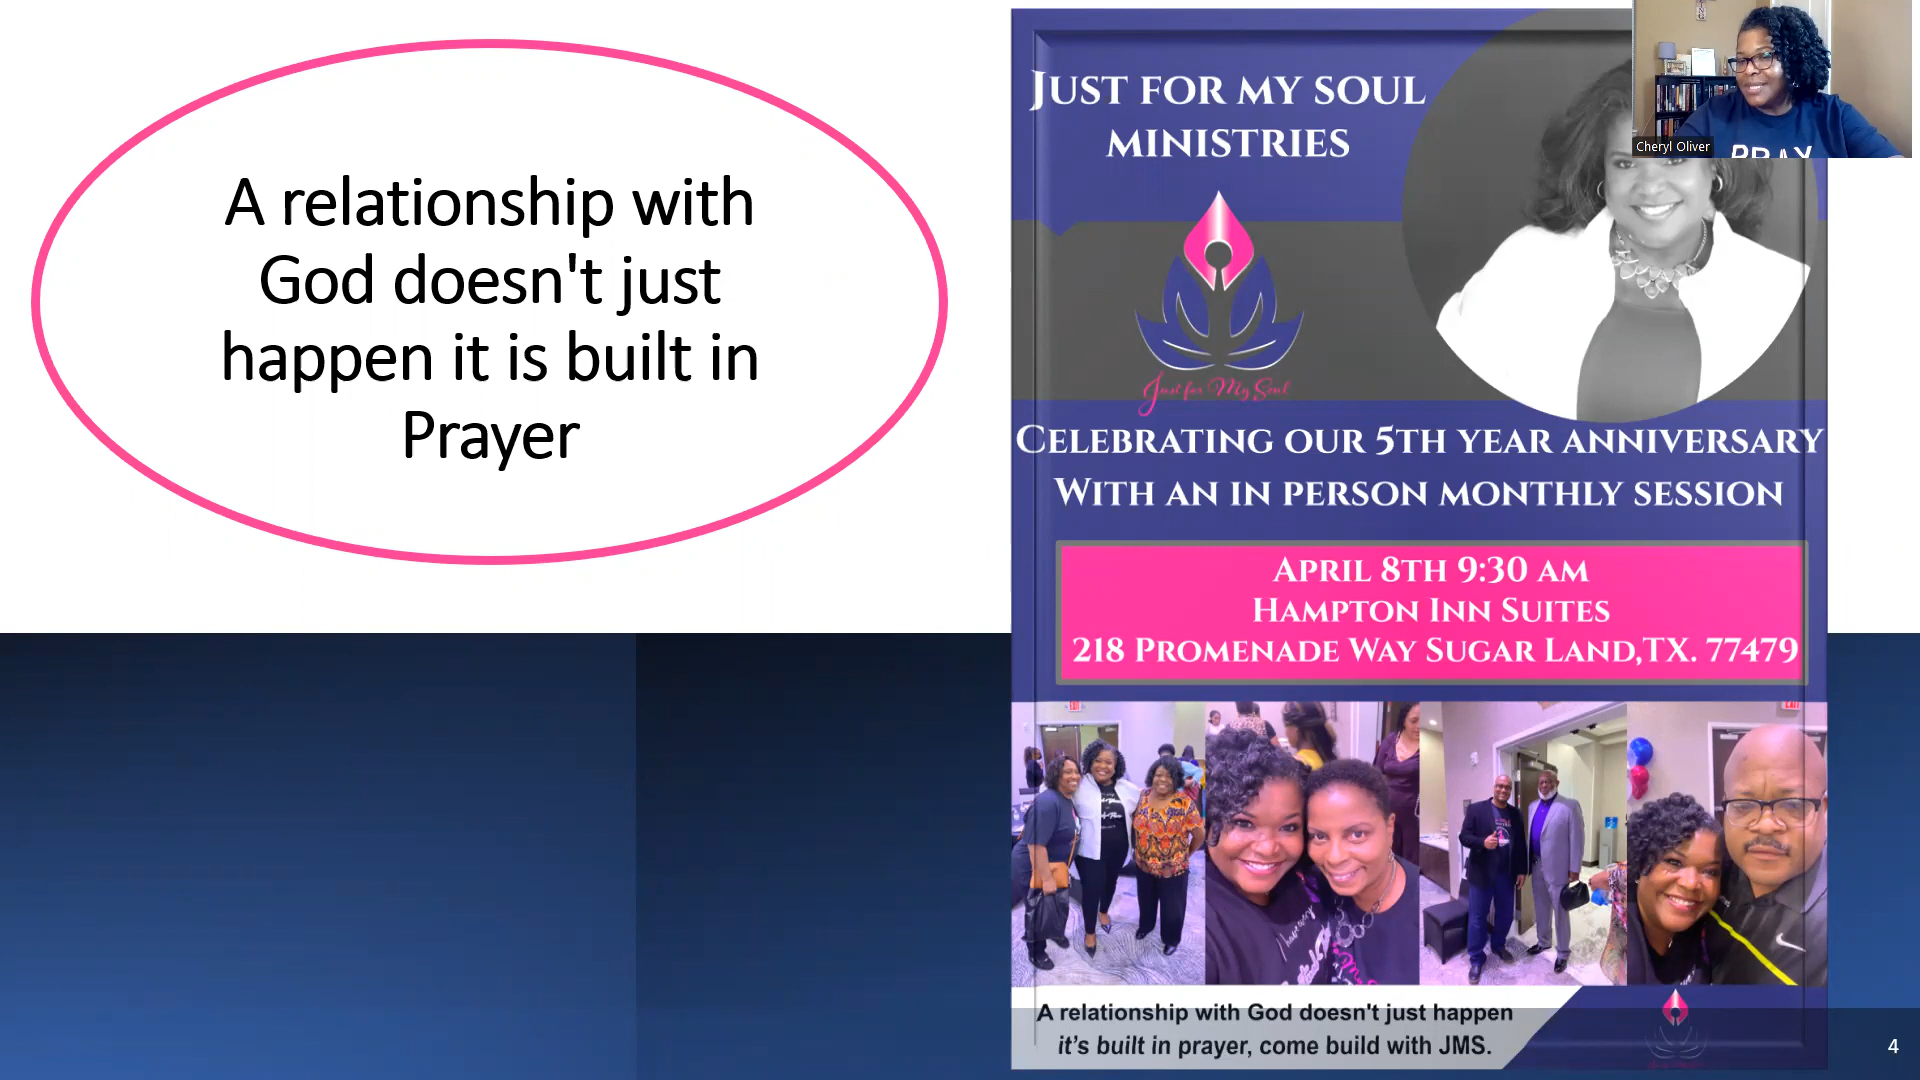 A relationship with
God doesn't just
happen it is built in
Prayer
JUST FOR MY SOUL
MINISTRIES
Just for My Soul
CELEBRATING OUR 5TH YEAR ANNIVERSARY
WITH AN IN PERSON MONTHLY SESSION
APRIL 8TH 9:30 AM
HAMPTON INN SUITES
218 PROMENADE WAY SUGAR LAND,TX. 77479
A relationship with God doesn't just happen
it's built in prayer, come build with JMS.
Cheryl Oliver
PRAY
EXIT
4